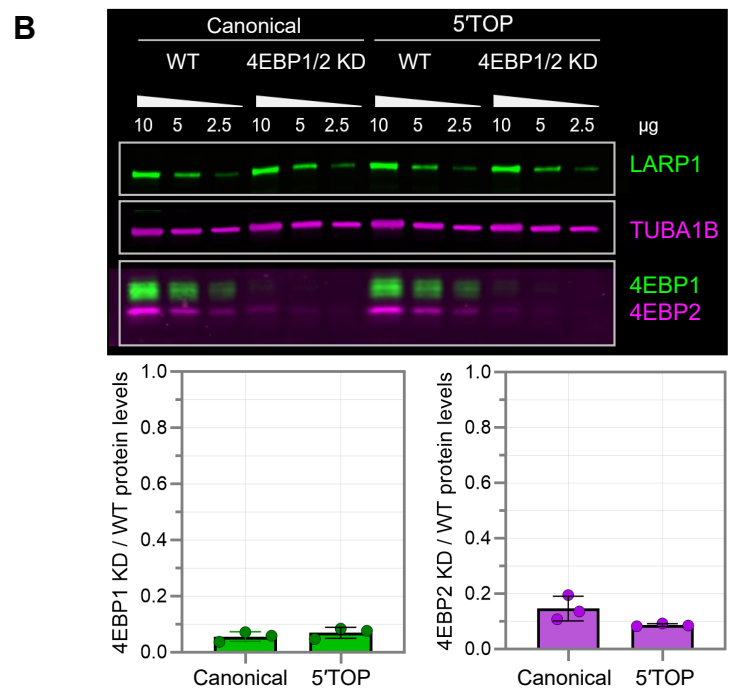 B
Canonical 5'TOP
WT 4EBP1/2 KD WT 4EBP1/2 KD
10 5 2.5 10 5 2.5 10 5 2.5 10 5 2.5 µg
LARP1
TUBA1B
4EBP1
4EBP2
4EBP1 KD / WT protein levels
1.0
0.8
0.6
0.4
0.2
0.0
Canonical 5'TOP
4EBP2 KD / WT protein levels
1.0
0.8
0.6
0.4
0.2
0.0
Canonical 5'TOP